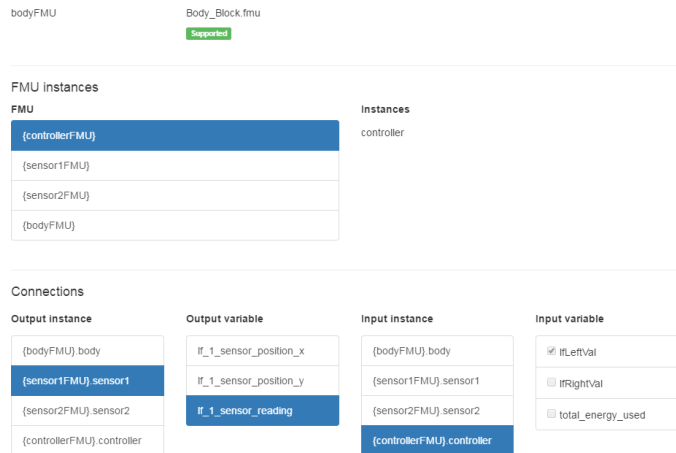 bodyFMU Body_Block.fmu
Supported
FMU instances
FMU Instances
{controllerFMU} controller
{sensor1FMU}
{sensor2FMU}
{bodyFMU}
Connections
Output instance Output variable Input instance Input variable
{bodyFMU}.body lf_1_sensor_position_x {bodyFMU}.body lfLeftVal
{sensor1FMU}.sensor1 lf_1_sensor_position_y {sensor1FMU}.sensor1 lfRightVal
{sensor2FMU}.sensor2 lf_1_sensor_reading {sensor2FMU}.sensor2 total_energy_used
{controllerFMU}.controller {controllerFMU}.controller